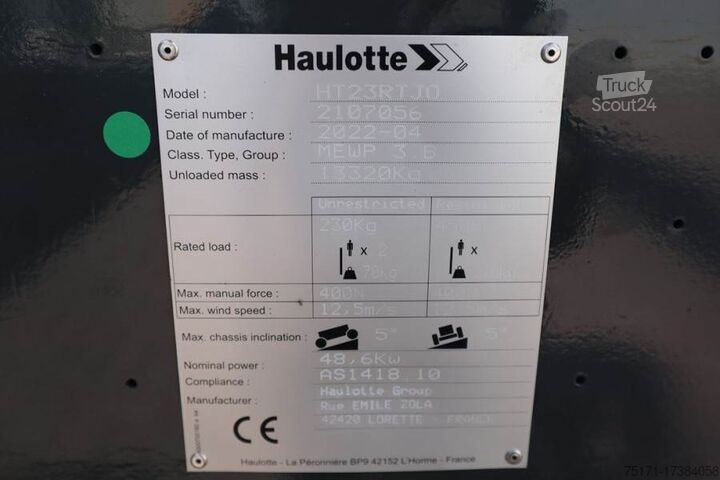 Haulotte
Truck
Scout24
Model : HT23RTJO
Serial number : 2107056
Date of manufacture : 2022-04
Class. Type, Group : MEWP 3 B
Unloaded mass : 13320Kg
Unrestricted
230Kg
Rated load : x 2 x
70kg
Max. manual force : 400N
Max. wind speed : 12,5m/s
Max. chassis inclination : 5° 5°
Nominal power : 48,6Kw
Compliance : AS1418 10
Manufacturer : Haulotte Group
Rue EMILE ZOLA
42420 LORETTE - FRANCE
CE
Haulotte - La Péronnière BP9 42152 L'Horme - France
75171-17384058